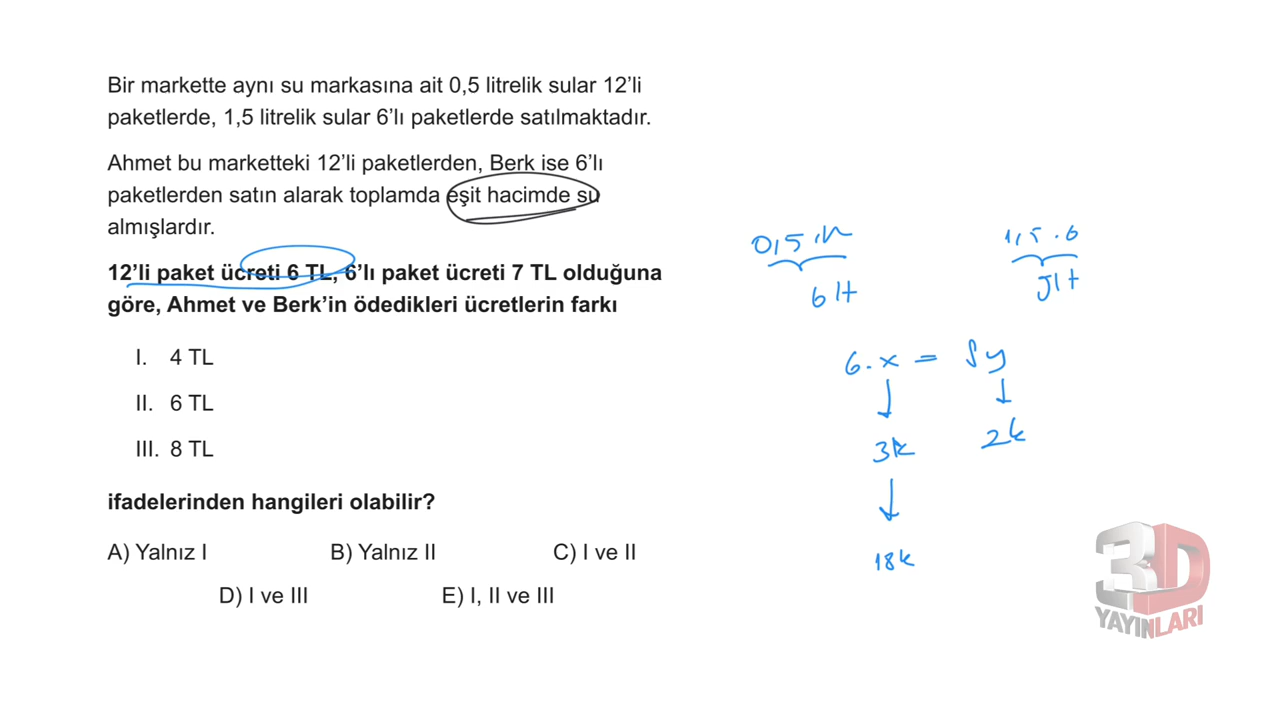 Bir markette aynı su markasına ait 0,5 litrelik sular 12'li
paketlerde, 1,5 litrelik sular 6'lı paketlerde satılmaktadır.
Ahmet bu marketteki 12'li paketlerden, Berk ise 6'lı
paketlerden satın alarak toplamda eşit hacimde su
almışlardır.
12'li paket ücreti 6 TL, 6'lı paket ücreti 7 TL olduğuna
göre, Ahmet ve Berk'in ödedikleri ücretlerin farkı
I. 4 TL
II. 6 TL
III. 8 TL
ifadelerinden hangileri olabilir?
A) Yalnız I B) Yalnız II C) I ve II
D) I ve III E) I, II ve III
0,5 . 1,5 . 6
6 lt lt
6.x = y
3k 2k
18k
3D
YAYINLARI